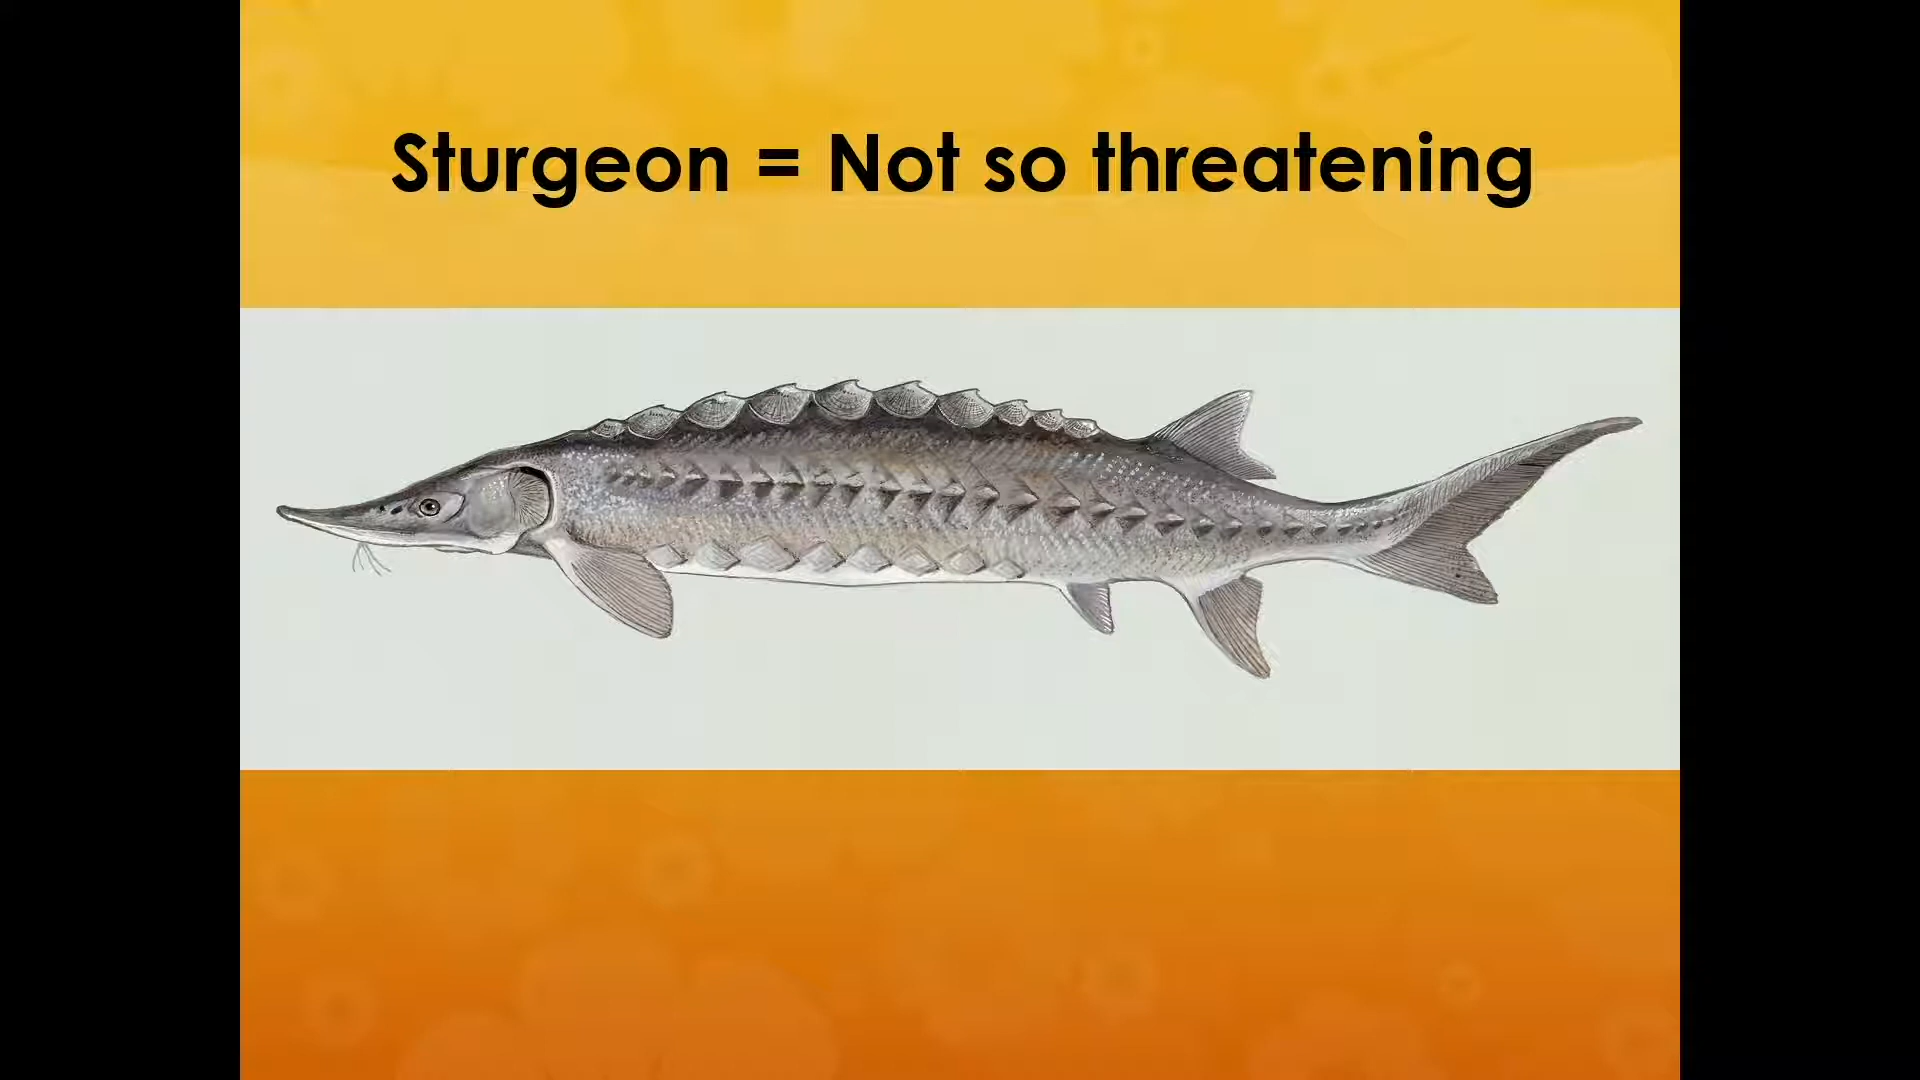 Sturgeon = Not so threatening